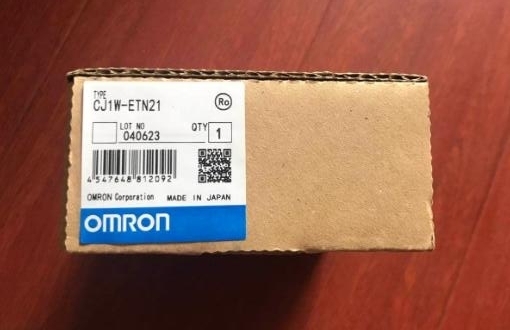 TYPE
CJ1W-ETN21
Ro
LOT NO
QTY
040623
1
4 547648 812092
OMRON Corporation MADE IN JAPAN
OMRON